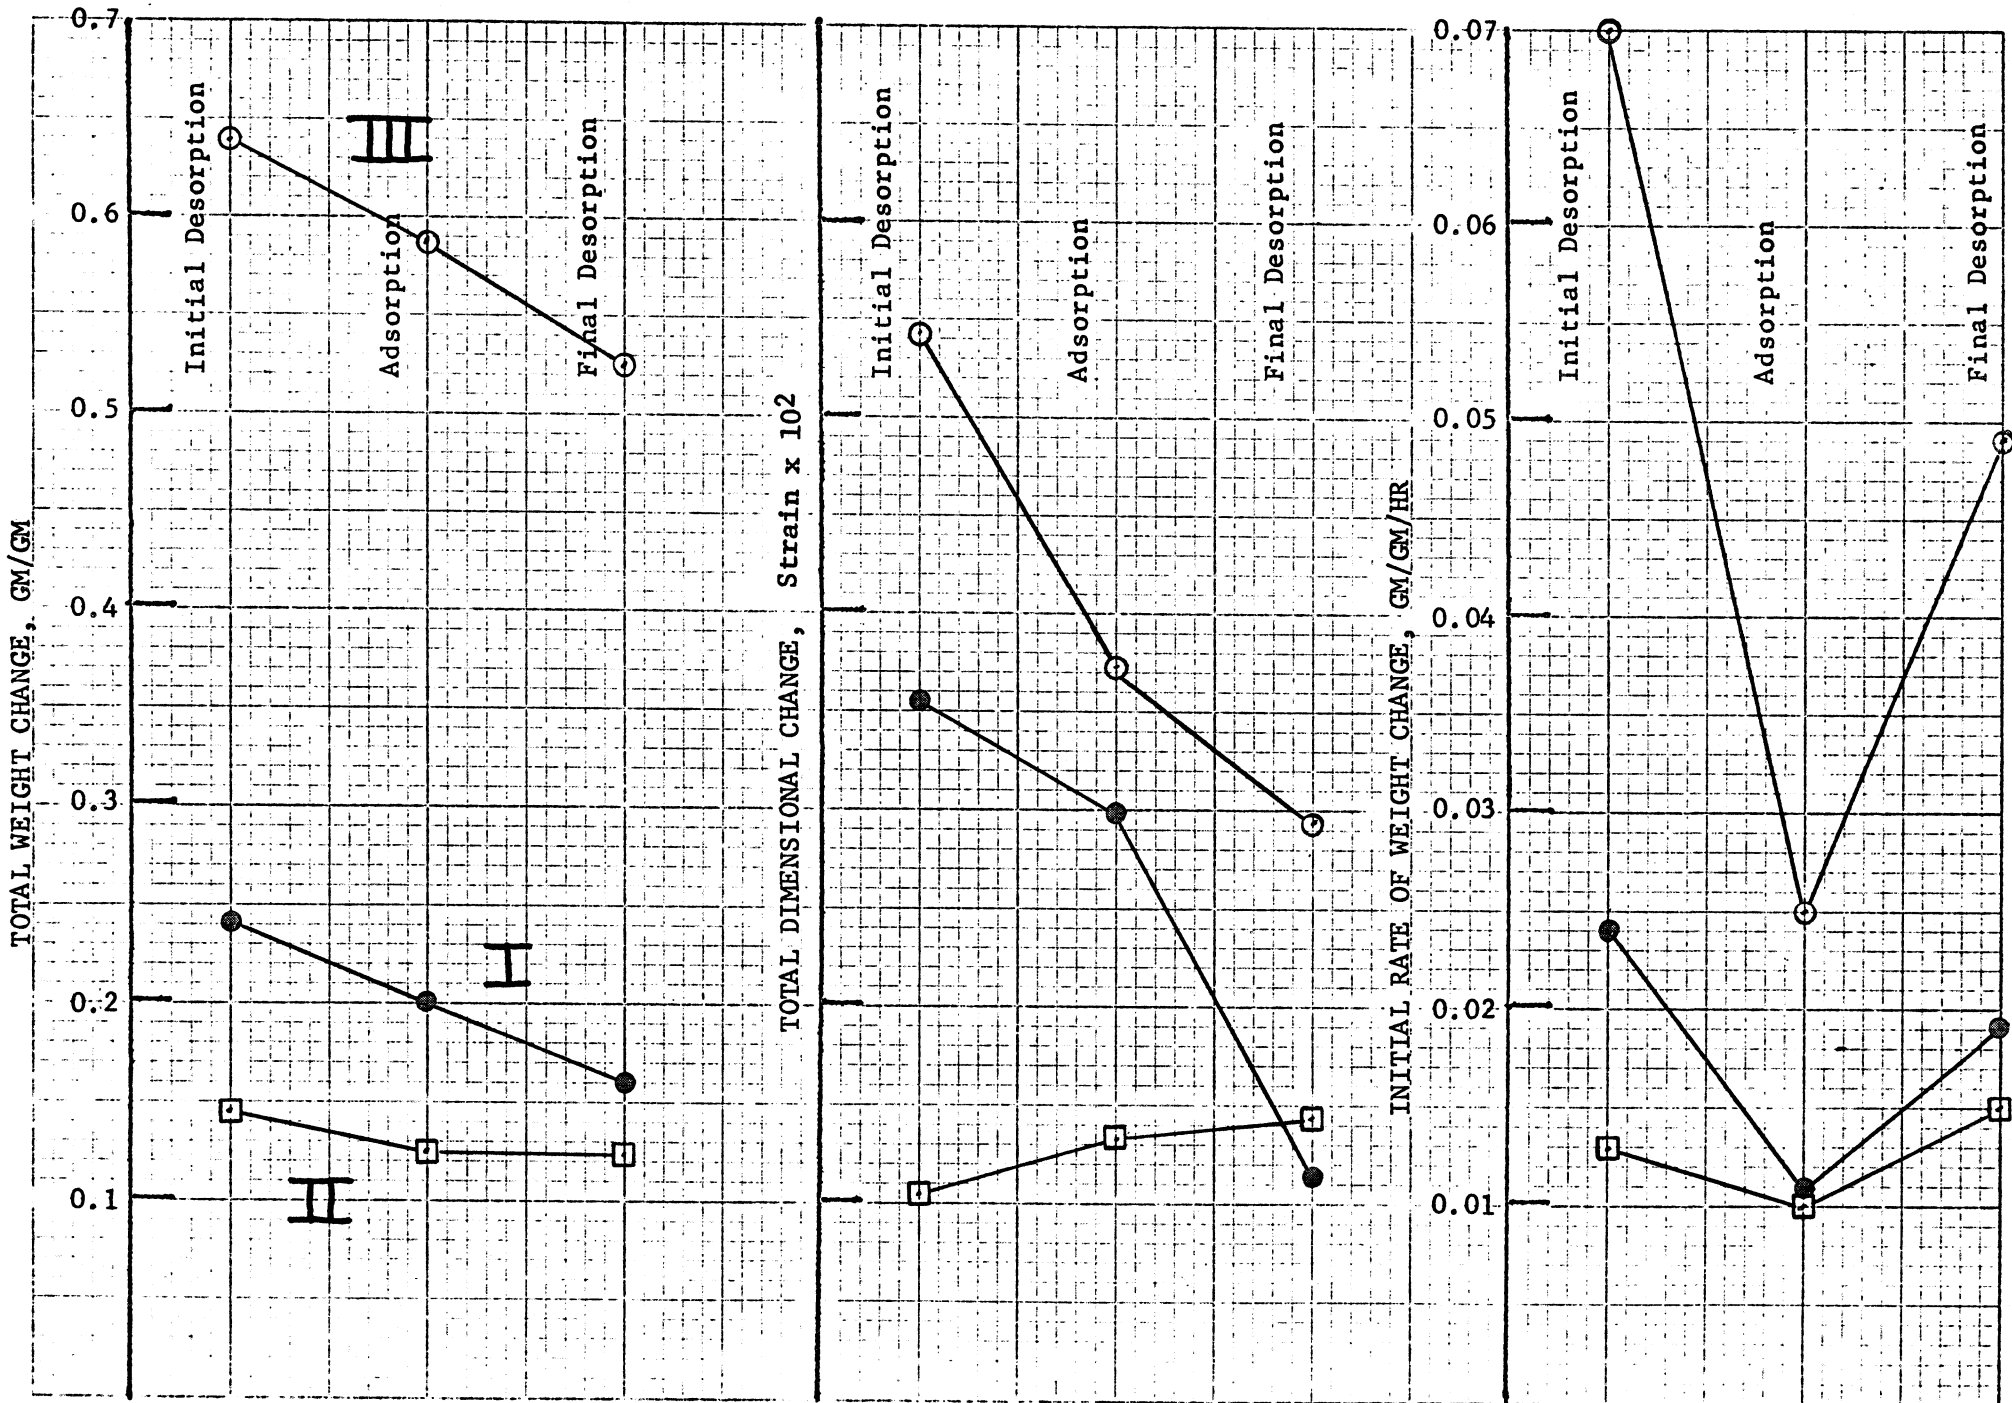 TOTAL WEIGHT CHANGE, GM/GM
0.7
0.6
0.5
0.4
0.3
0.2
0.1
Initial Desorption
Adsorption
Final Desorption
III
I
II
TOTAL DIMENSIONAL CHANGE, Strain x 10²
Initial Desorption
Adsorption
Final Desorption
INITIAL RATE OF WEIGHT CHANGE, GM/GM/HR
0.07
0.06
0.05
0.04
0.03
0.02
0.01
Initial Desorption
Adsorption
Final Desorption